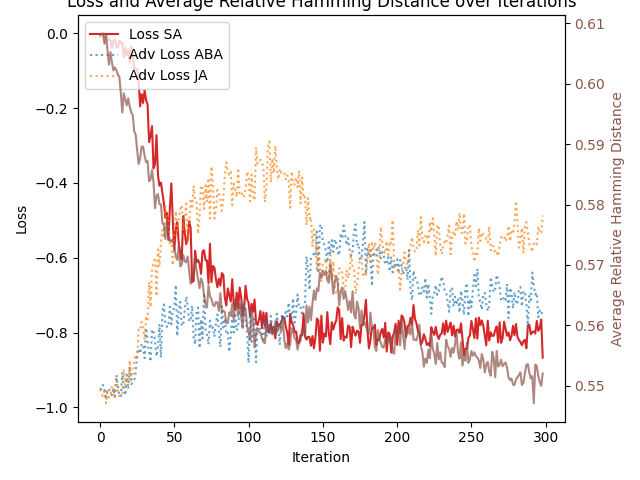 Loss and Average Relative Hamming Distance over Iterations
Loss SA
Adv Loss ABA
Adv Loss JA
0.0
−0.2
−0.4
−0.6
−0.8
−1.0
Loss
0.61
0.60
0.59
0.58
0.57
0.56
0.55
Average Relative Hamming Distance
0
50
100
150
200
250
300
Iteration